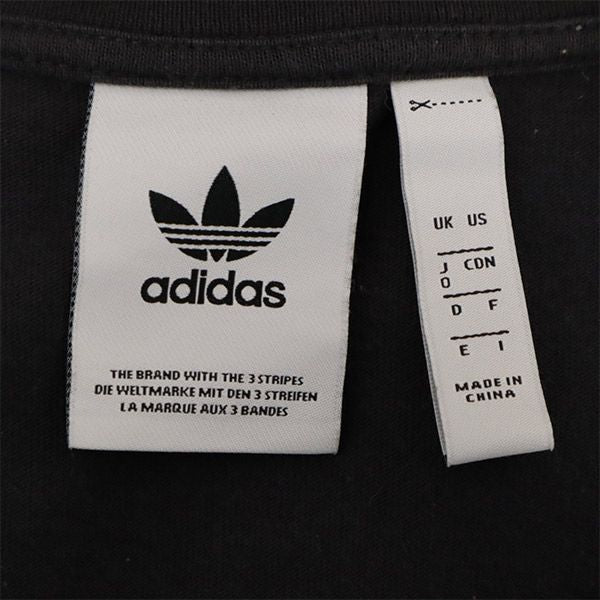 adidas
THE BRAND WITH THE 3 STRIPES
DIE WELTMARKE MIT DEN 3 STREIFEN
LA MARQUE AUX 3 BANDES
UK US
J O CDN
D F
E I
MADE IN
CHINA